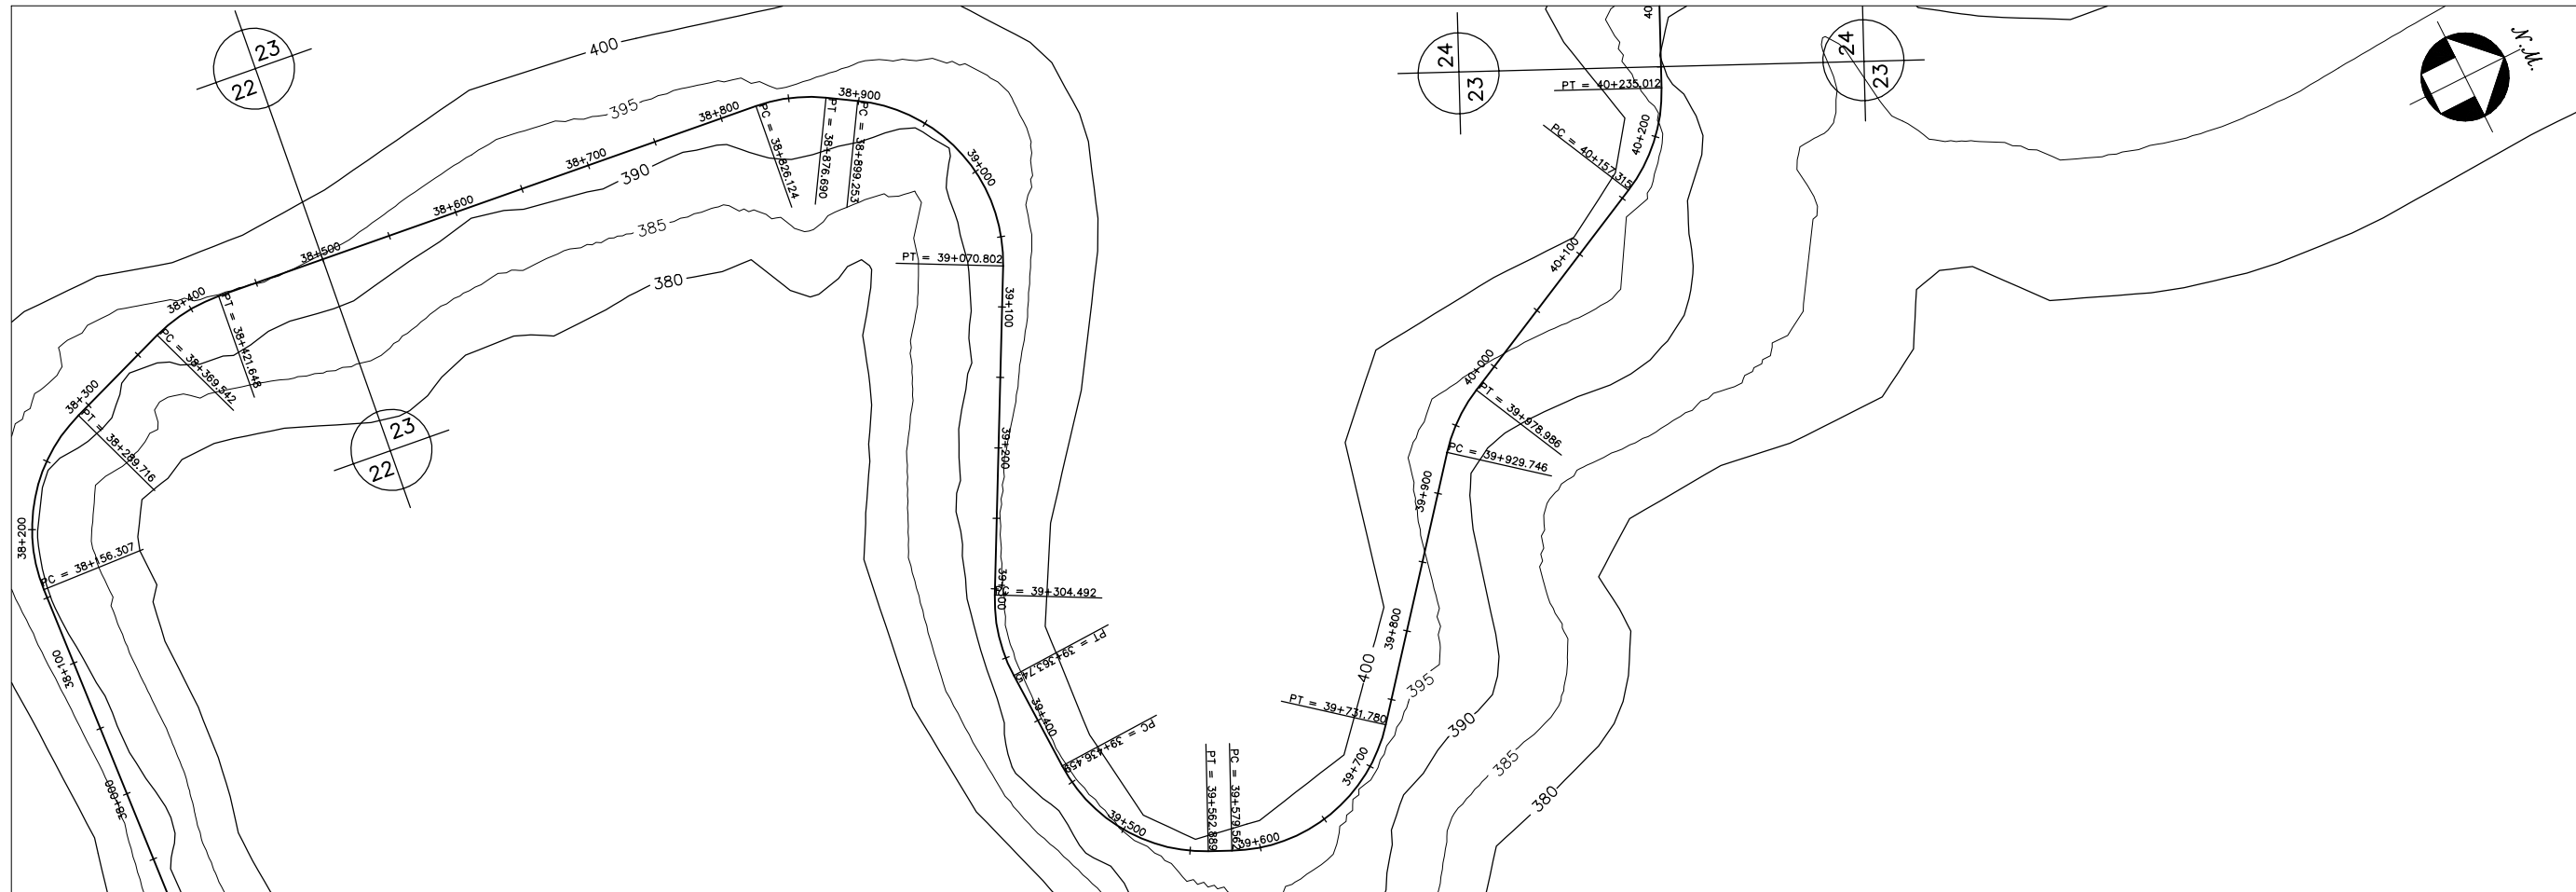 23
22
400
395
390
385
380
23
22
38+000
38+100
PC = 38+156.307
38+200
PT = 38+289.716
38+300
PC = 38+369.542
38+400
PT = 38+421.648
38+500
38+600
38+700
38+800
PC = 38+826.124
PT = 38+876.690
PC = 38+899.253
38+900
39+000
PT = 39+070.802
39+100
39+200
39+300
= 39+304.492
PT = 39+363.745
39+400
PC = 39+436.459
39+500
PT = 39+562.889
PC = 39+579.562
39+600
39+700
PT = 39+731.780
39+800
39+900
PC = 39+929.746
PT = 39+978.986
40+000
40+100
PC = 40+157.315
40+200
PT = 40+235.012
40
24
23
24
23
400
395
390
385
380
N.M.